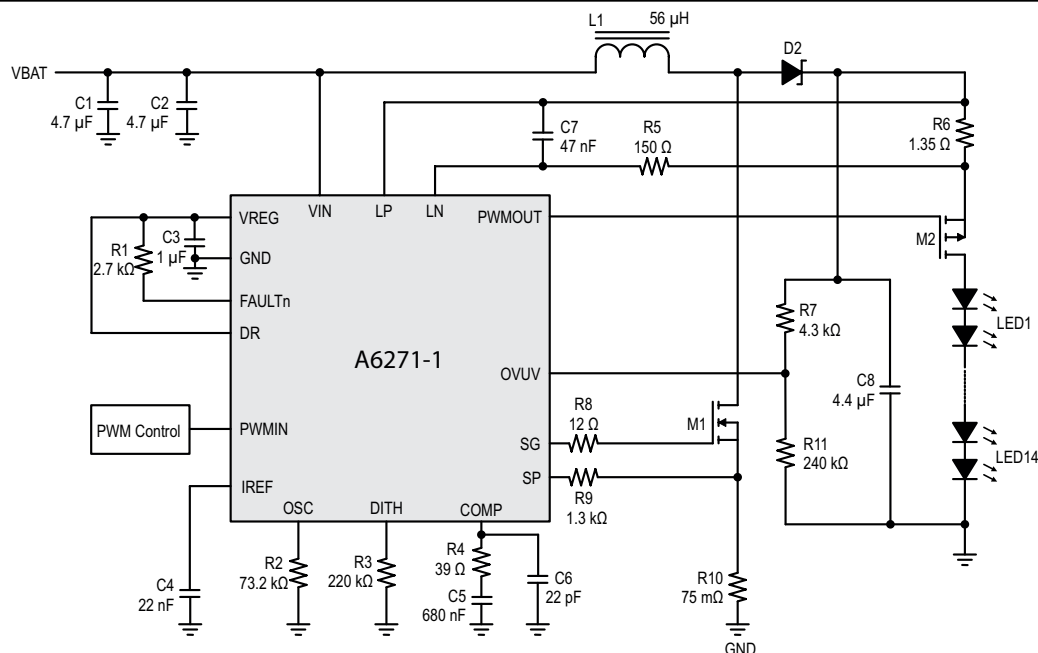 L1 56 µH
D2
VBAT
C1
4.7 µF
C2
4.7 µF
C7
47 nF
R5
150 Ω
R6
1.35 Ω
VREG
VIN
LP
LN
PWMOUT
M2
R1
2.7 kΩ
C3
1 µF
GND
FAULTn
DR
A6271-1
R7
4.3 kΩ
LED1
OVUV
C8
4.4 µF
R8
12 Ω
M1
PWM Control
PWMIN
SG
R11
240 kΩ
LED14
SP
R9
1.3 kΩ
IREF
OSC
DITH
COMP
R2
73.2 kΩ
R3
220 kΩ
R4
39 Ω
C4
22 nF
C5
680 nF
C6
22 pF
R10
75 mΩ
GND